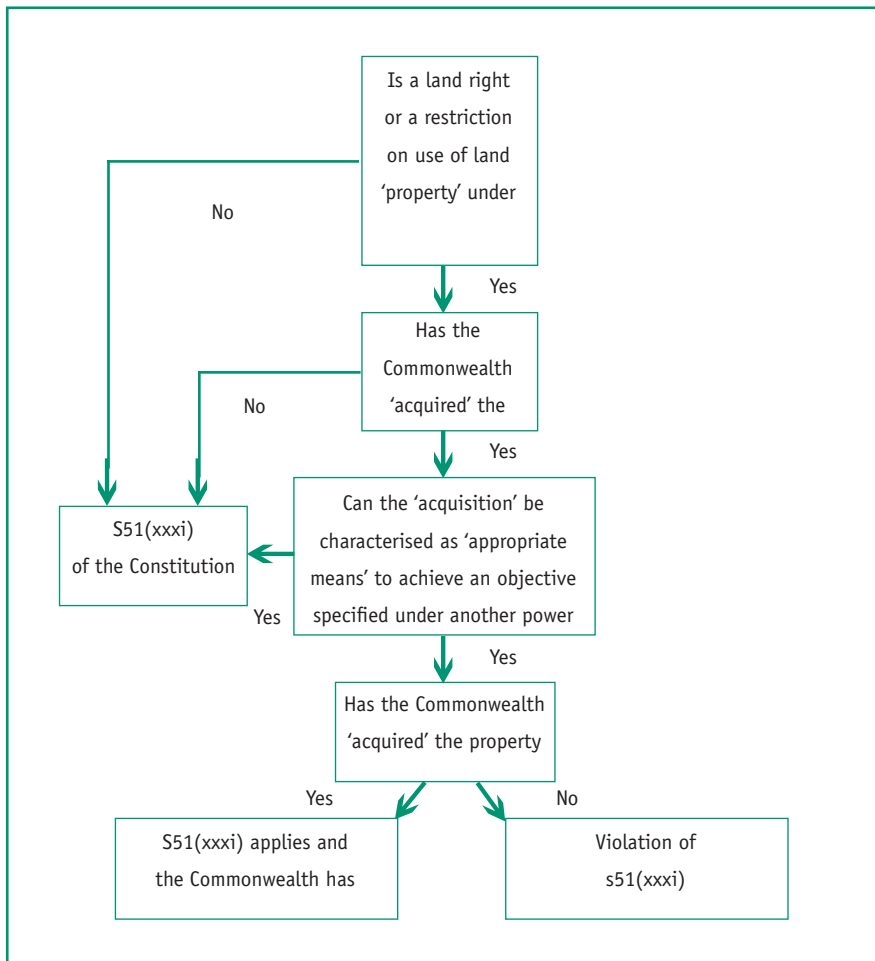 Is a land right
or a restriction
on use of land
‘property’ under
No
Yes
Has the
Commonwealth
‘acquired’ the
No
Yes
Can the ‘acquisition’ be
characterised as ‘appropriate
means’ to achieve an objective
specified under another power
S51(xxxi)
of the Constitution
Yes
Yes
Has the Commonwealth
‘acquired’ the property
Yes
No
S51(xxxi) applies and
the Commonwealth has
Violation of
s51(xxxi)